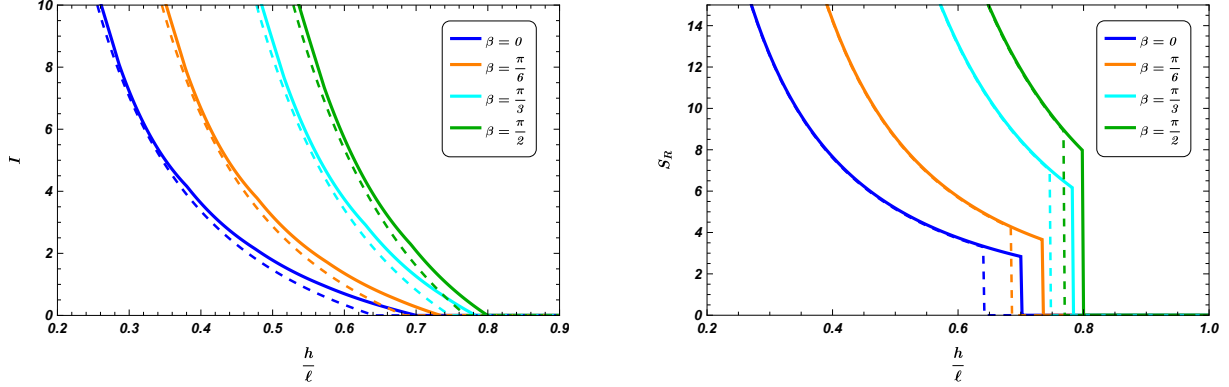 10
8
6
4
2
0
I
0.2 0.3 0.4 0.5 0.6 0.7 0.8 0.9
h
ℓ
β = 0
β = π/6
β = π/3
β = π/2
14
12
10
8
6
4
2
0
S_R
0.2 0.4 0.6 0.8 1.0
h
ℓ
β = 0
β = π/6
β = π/3
β = π/2